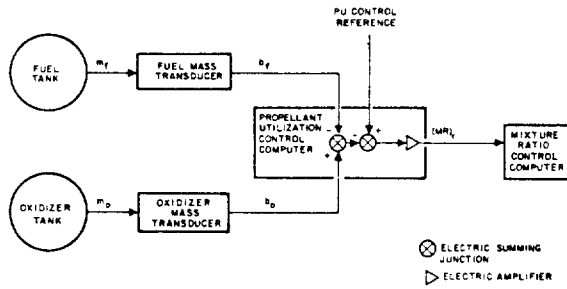 PU CONTROL
REFERENCE
FUEL
TANK
m_f
FUEL MASS
TRANSDUCER
b_f
PROPELLANT
UTILIZATION
CONTROL
COMPUTER
-
+
-
+
(MR)_r
MIXTURE
RATIO
CONTROL
COMPUTER
OXIDIZER
TANK
m_o
OXIDIZER
MASS
TRANSDUCER
b_o
ELECTRIC SUMMING
JUNCTION
ELECTRIC AMPLIFIER